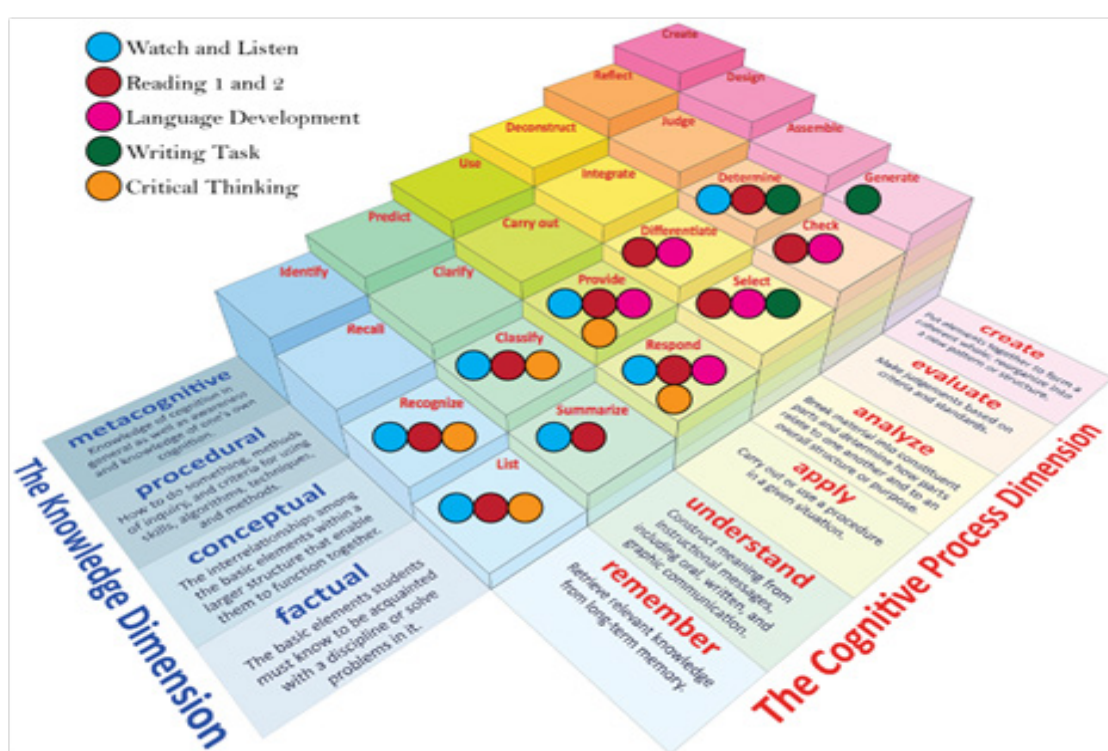 Watch and Listen
Reading 1 and 2
Language Development
Writing Task
Critical Thinking
Create
Reflect
Design
Deconstruct
Judge
Assemble
Use
Integrate
Determine
Generate
Predict
Carry out
Differentiate
Check
Identify
Clarify
Provide
Select
Recall
Classify
Respond
Recognize
Summarize
List
The Knowledge Dimension
metacognitive
Knowledge of cognition in
general as well as awareness
and knowledge of one's own
cognition.
procedural
How to do something, methods
of inquiry, and criteria for using
skills, algorithms, techniques,
and methods.
conceptual
The interrelationships among
the basic elements within a
larger structure that enable
them to function together.
factual
The basic elements students
must know to be acquainted
with a discipline or solve
problems in it.
The Cognitive Process Dimension
create
Put elements together to form a
coherent whole; reorganize into
a new pattern or structure.
evaluate
Make judgements based on
criteria and standards.
analyze
Break material into constituent
parts and determine how parts
relate to one another and to an
overall structure or purpose.
apply
Carry out or use a procedure
in a given situation.
understand
Construct meaning from
instructional messages,
including oral, written, and
graphic communication.
remember
Retrieve relevant knowledge
from long-term memory.